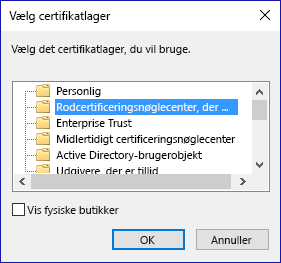 Vælg certifikatlager
Vælg det certifikatlager, du vil bruge.
Personlig
Rodcertificeringsnøglecenter, der ...
Enterprise Trust
Midlertidigt certificeringsnøglecenter
Active Directory-brugerobjekt
Udgivere, der er tillid
Vis fysiske butikker
OK
Annuller